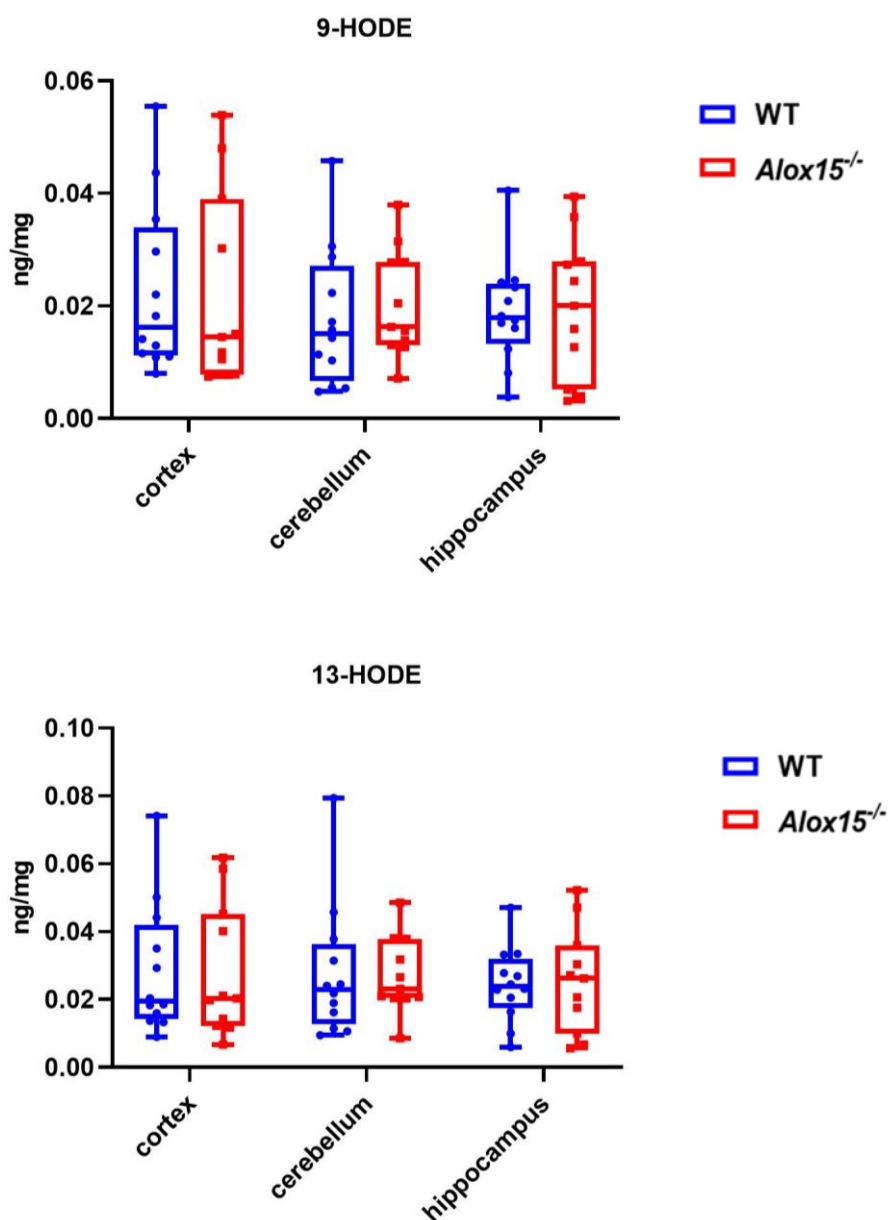 9-HODE
0.06
0.04
0.02
0.00
ng/mg
cortex
cerebellum
hippocampus
WT
Alox15-/-
13-HODE
0.10
0.08
0.06
0.04
0.02
0.00
ng/mg
cortex
cerebellum
hippocampus
WT
Alox15-/-